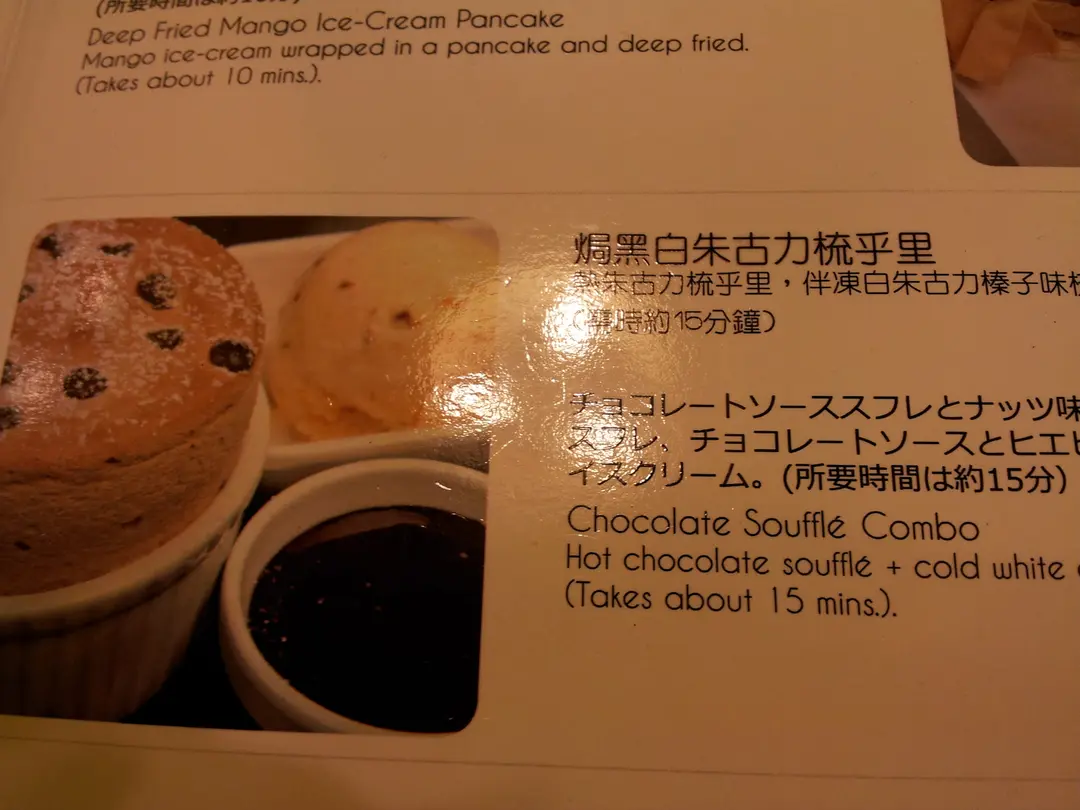 Deep Fried Mango Ice-Cream Pancake
Mango ice-cream wrapped in a pancake and deep fried.
(Takes about 10 mins.).
焗黑白朱古力梳乎里
熱朱古力梳乎里，伴凍白朱古力榛子味
(需時約15分鐘)
チョコレートソーススフレとナッツ味
スフレ、チョコレートソースとヒエ
イスクリーム。(所要時間は約15分)
Chocolate Soufflé Combo
Hot chocolate soufflé + cold white
(Takes about 15 mins.).